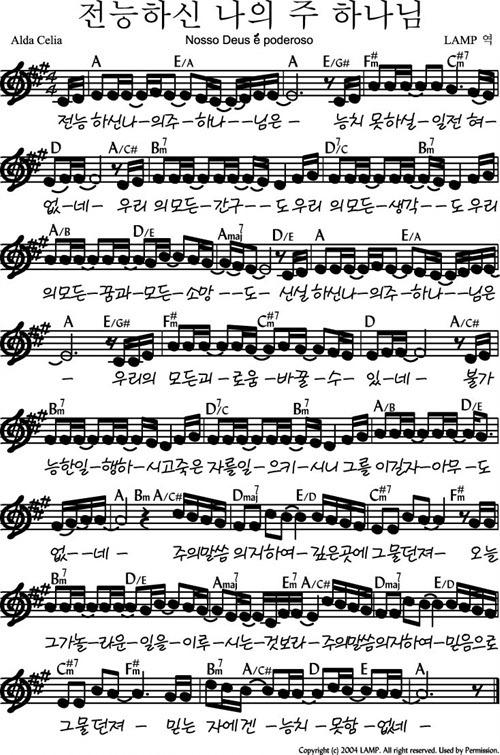 전능하신 나의 주 하나님
Alda Celia Nosso Deus é poderoso LAMP 역
A E/A A E/G# F#m C#m7
전능 하신나-의주-하나--님은- 능치 못하실-일전 혀-
D A/C# Bm7 D7/C Bm7
없-네- 우리 의모든-간구--도우리 의모든-생각--도 우리
A/B D/E Amaj7 D/E A E/A
의모든--꿈과-모든-소망--도- 신실 하신나-의주-하나--님은
A E/G# F#m C#m7 D A/C#
- 우리의 모든괴-로움-바꿀-수-있-네- 불가
Bm7 D7/C Bm7 A/B D/E
능한일-행하-시고죽은 자를일-으키-시니 그를 이길자-아무-도
A Bm A/C# Dmaj7 E/D C#m7 F#m
없--네- 주의말씀 의지하여-깊은곳에 그물던져- 오늘
Bm7 D/E Amaj7 Em7 A/C# Dmaj7 E/D
그가놀-라운-일을-이루-시는-것보라-주의말씀의지하여-믿음으로
C#m7 F#m Bm7 A/C# D E A
그물 던져- 믿는 자에겐-능치 못함-없네-
Copyright (c) 2004 LAMP. All right reserved. Used by Permission.